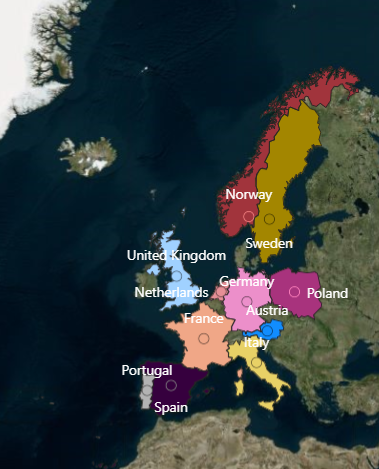 Norway
Sweden
United Kingdom
Germany
Netherlands
Poland
Austria
France
Italy
Portugal
Spain